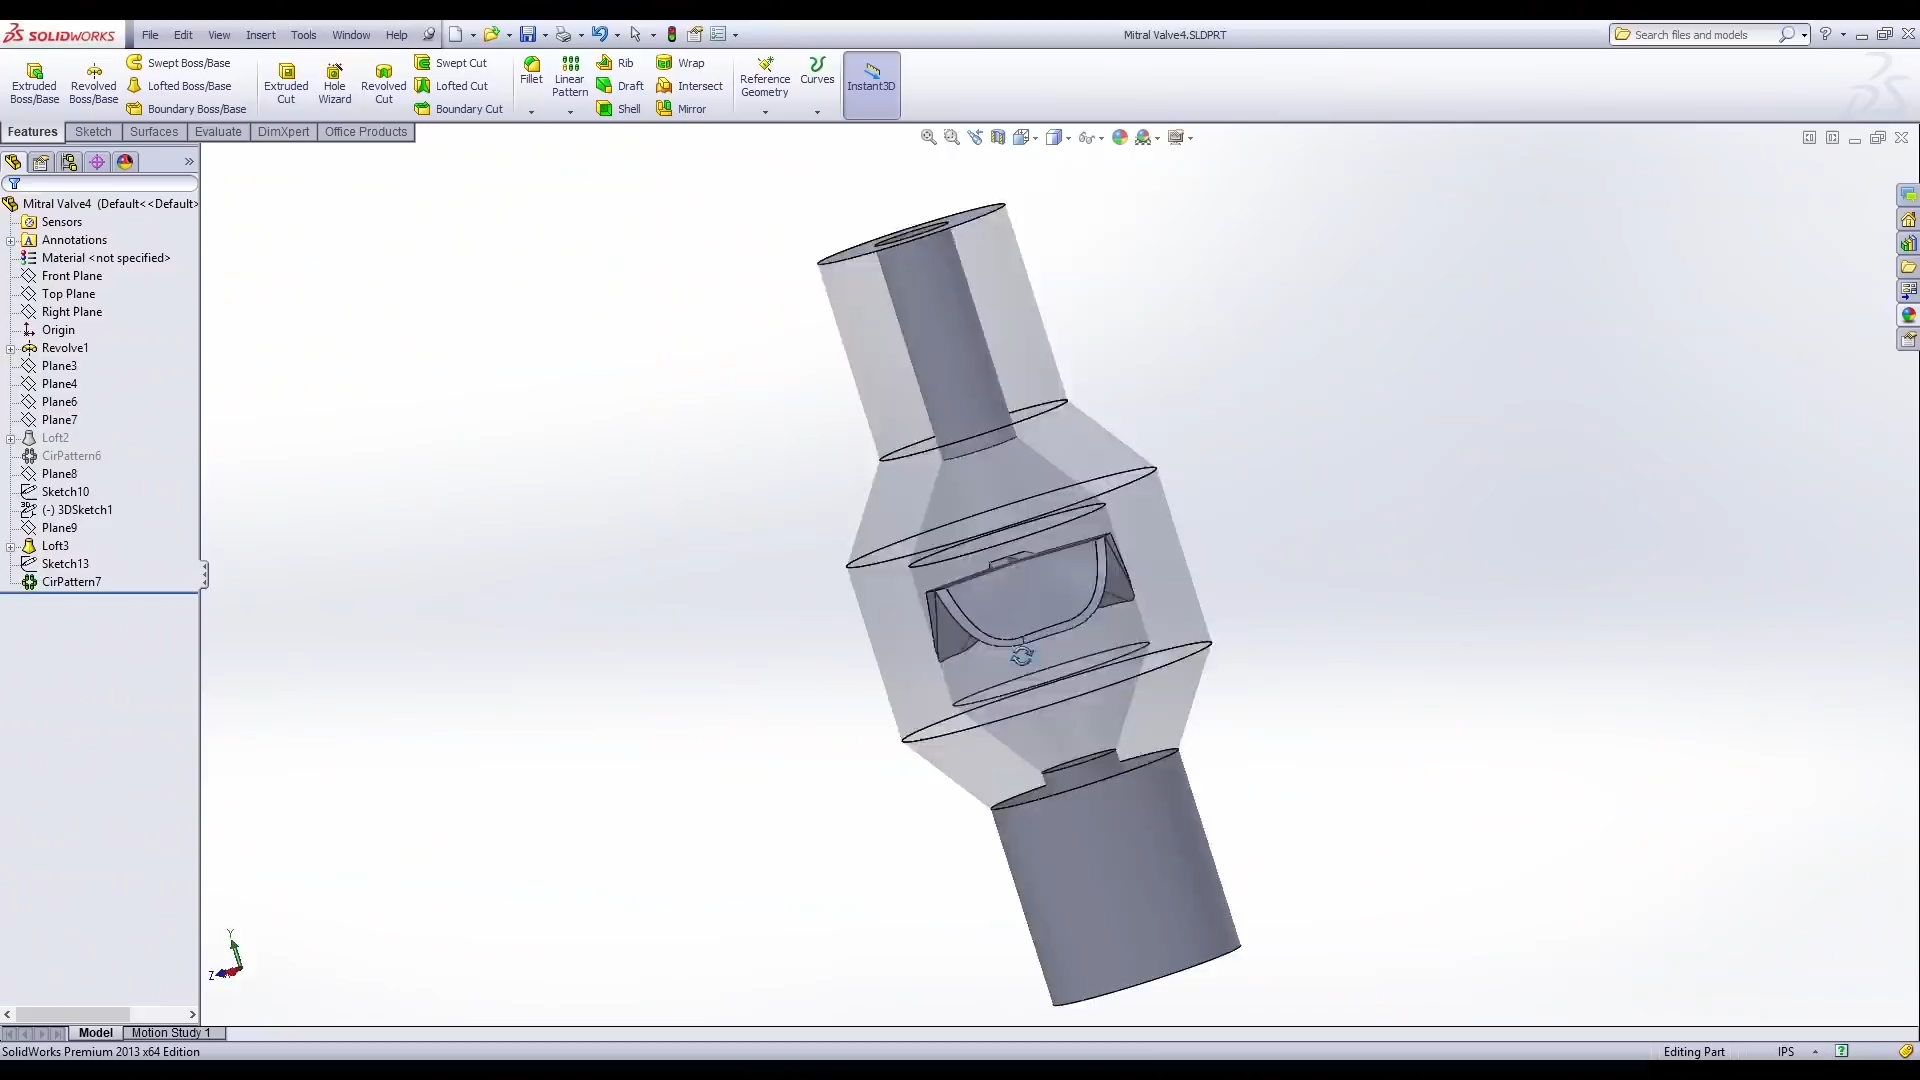 SOLIDWORKS File Edit View Insert Tools Window Help Mitral Valve4.SLDPRT Search files and models
Extruded Boss/Base
Revolved Boss/Base
Swept Boss/Base
Lofted Boss/Base
Boundary Boss/Base
Extruded Cut
Hole Wizard
Revolved Cut
Swept Cut
Lofted Cut
Boundary Cut
Fillet
Linear Pattern
Rib
Draft
Shell
Wrap
Intersect
Mirror
Reference Geometry
Curves
Instant3D
Features Sketch Surfaces Evaluate DimXpert Office Products
Mitral Valve4 (Default<<Default>
Sensors
Annotations
Material <not specified>
Front Plane
Top Plane
Right Plane
Origin
Revolve1
Plane3
Plane4
Plane6
Plane7
Loft2
CirPattern6
Plane8
Sketch10
(-) 3DSketch1
Plane9
Loft3
Sketch13
CirPattern7
Y
Z
Model Motion Study 1
SolidWorks Premium 2013 x64 Edition Editing Part IPS